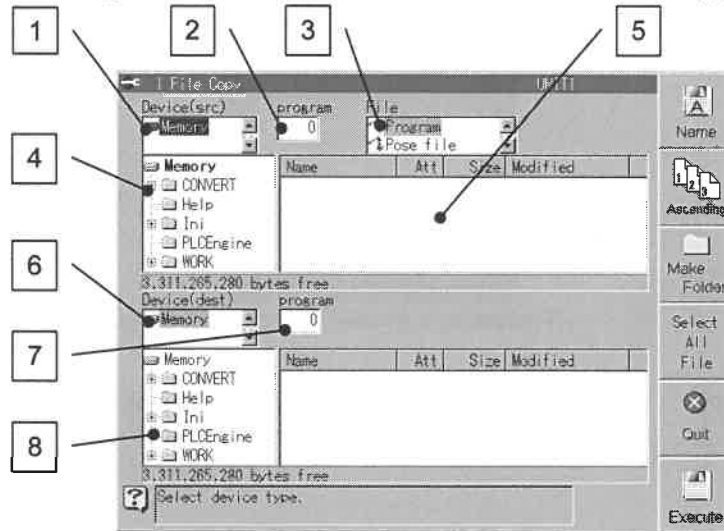 1
2
3
5
1 File Copy
UNIT1
Device(src)
program
File
Memory
0
Program
Pose file
A
Name
4
Memory
Name
Att
Size
Modified
CONVERT
Help
Ini
PLCEngine
WORK
1 2 3
Ascending
Make
Folder
3,311,265,280 bytes free
6
Device(dest)
program
Memory
0
Select
All
File
7
Memory
Name
Att
Size
Modified
CONVERT
Help
Ini
PLCEngine
WORK
8
Quit
3,311,265,280 bytes free
?
Select device type.
Execute